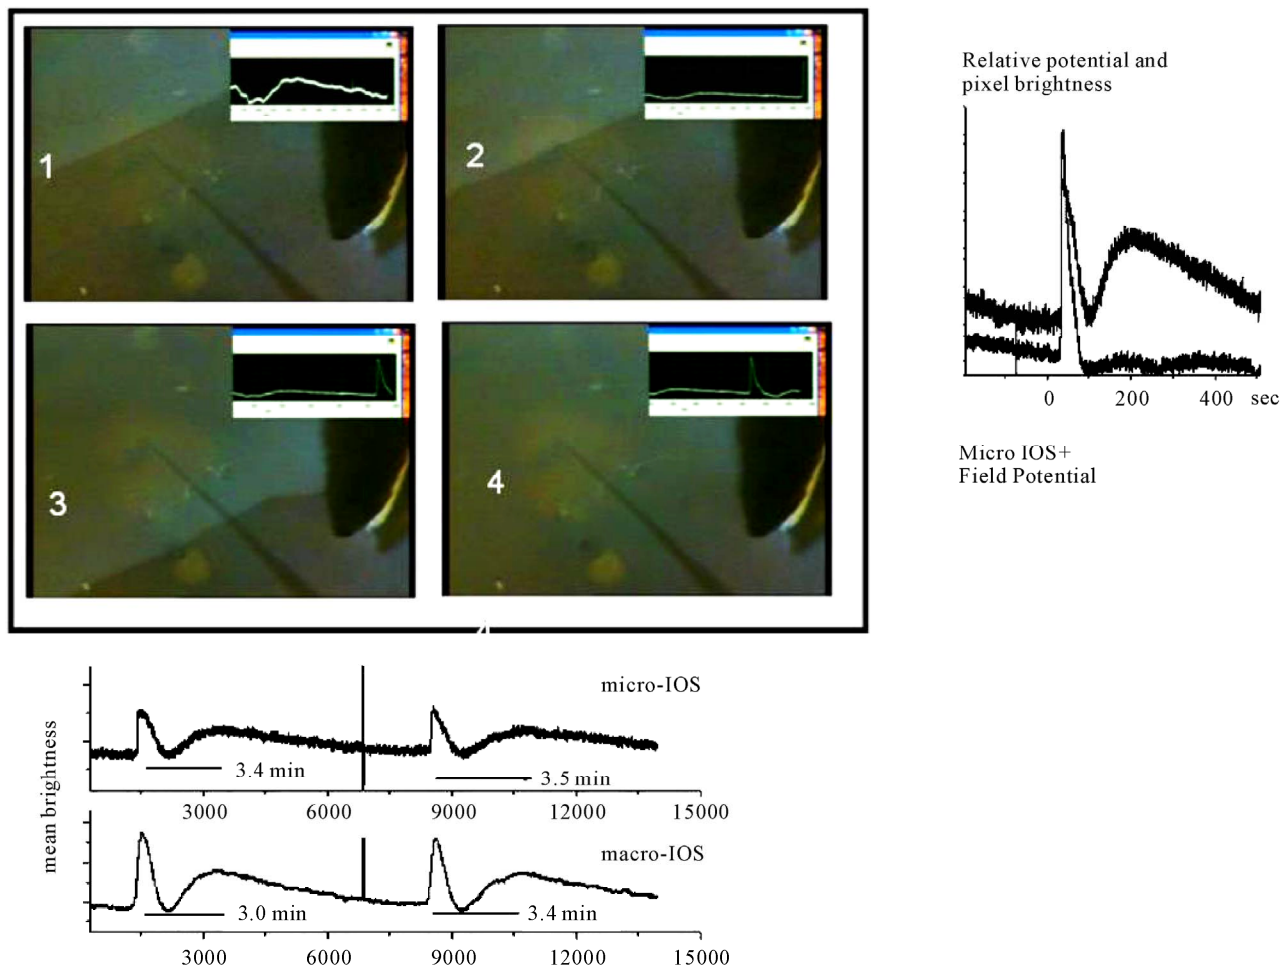 1
2
3
4
Relative potential and
pixel brightness
0
200
400
sec
Micro IOS+
Field Potential
4
mean brightness
micro-IOS
3.4 min
3.5 min
3000
6000
9000
12000
15000
macro-IOS
3.0 min
3.4 min
3000
6000
9000
12000
15000